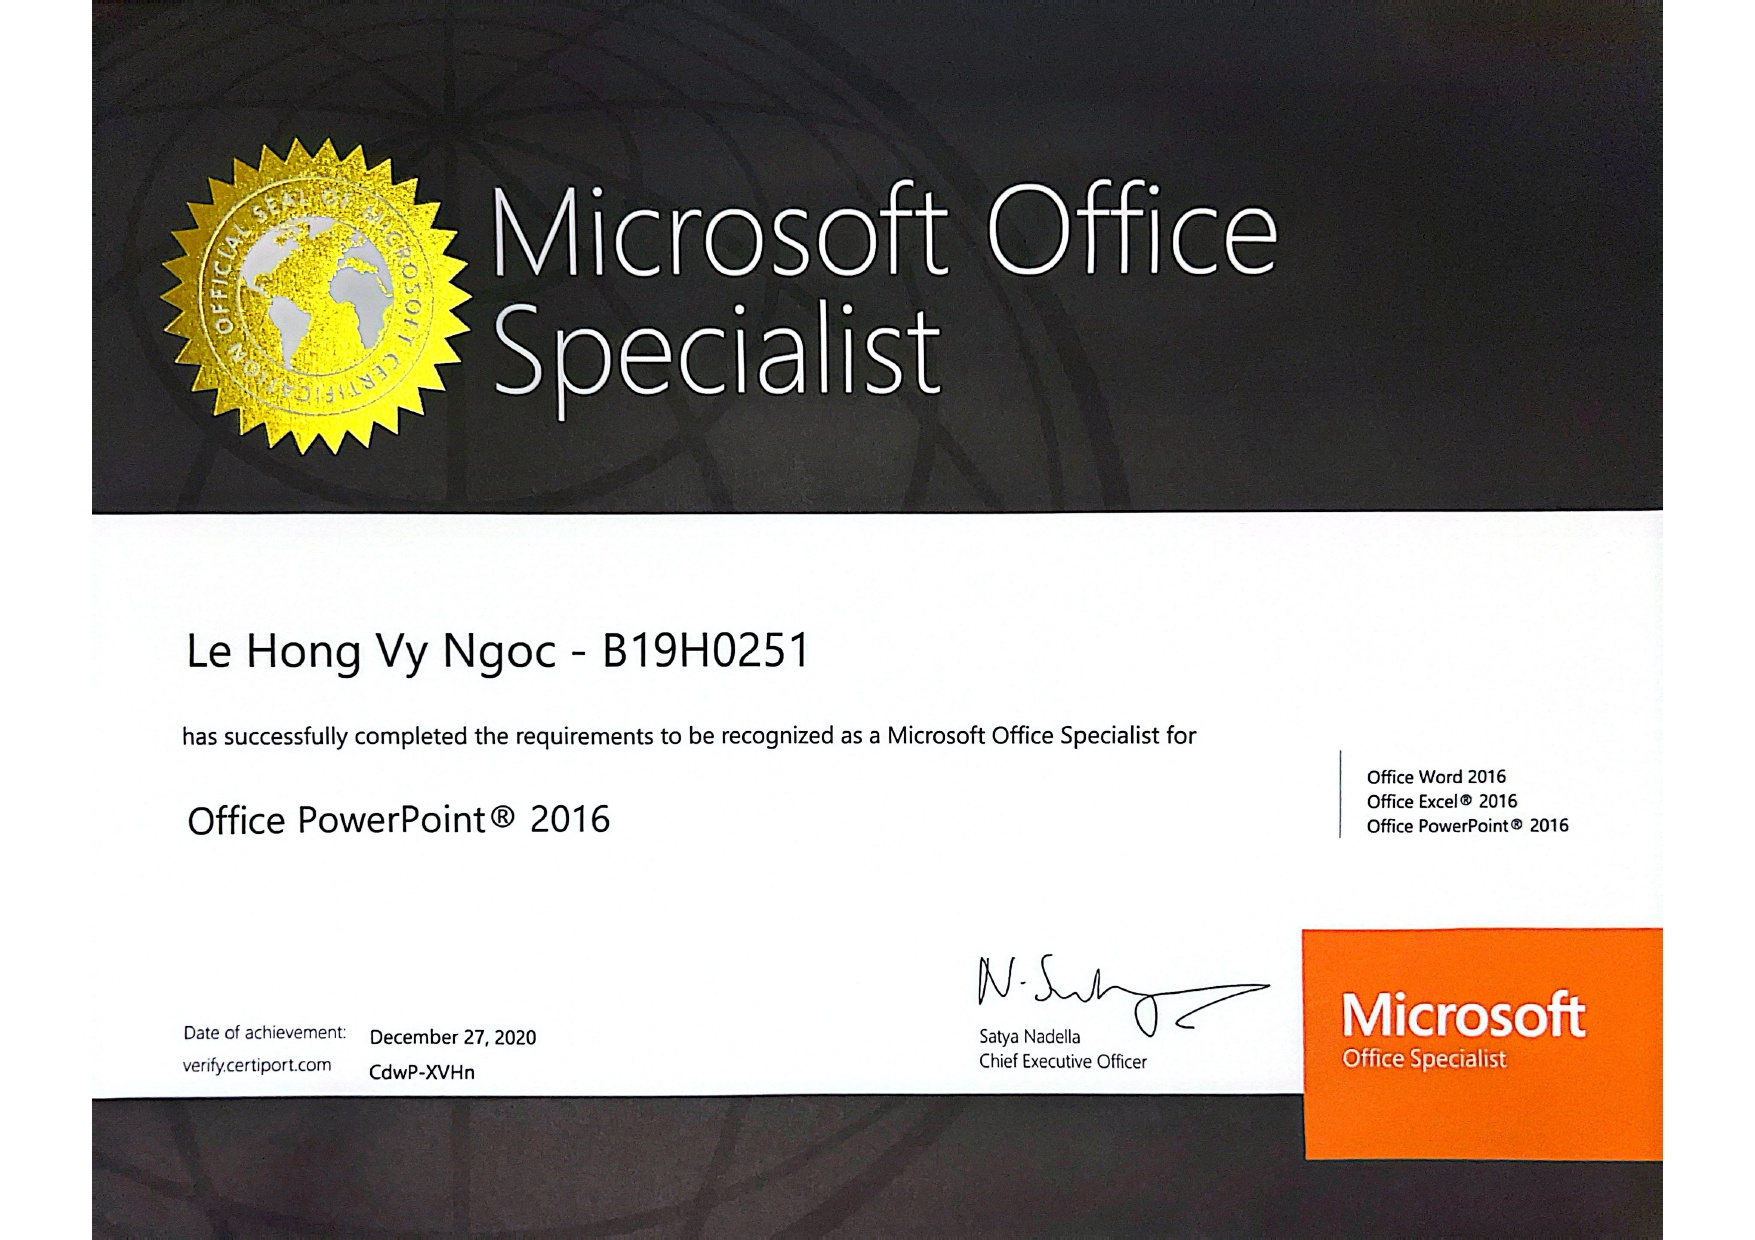 OFFICIAL SEAL OF MICROSOFT CERTIFICATION
Microsoft Office
Specialist
Le Hong Vy Ngoc - B19H0251
has successfully completed the requirements to be recognized as a Microsoft Office Specialist for
Office PowerPoint® 2016
Office Word 2016
Office Excel® 2016
Office PowerPoint® 2016
N. Satya
Satya Nadella
Chief Executive Officer
Date of achievement: December 27, 2020
verify.certiport.com CdwP-XVHn
Microsoft
Office Specialist